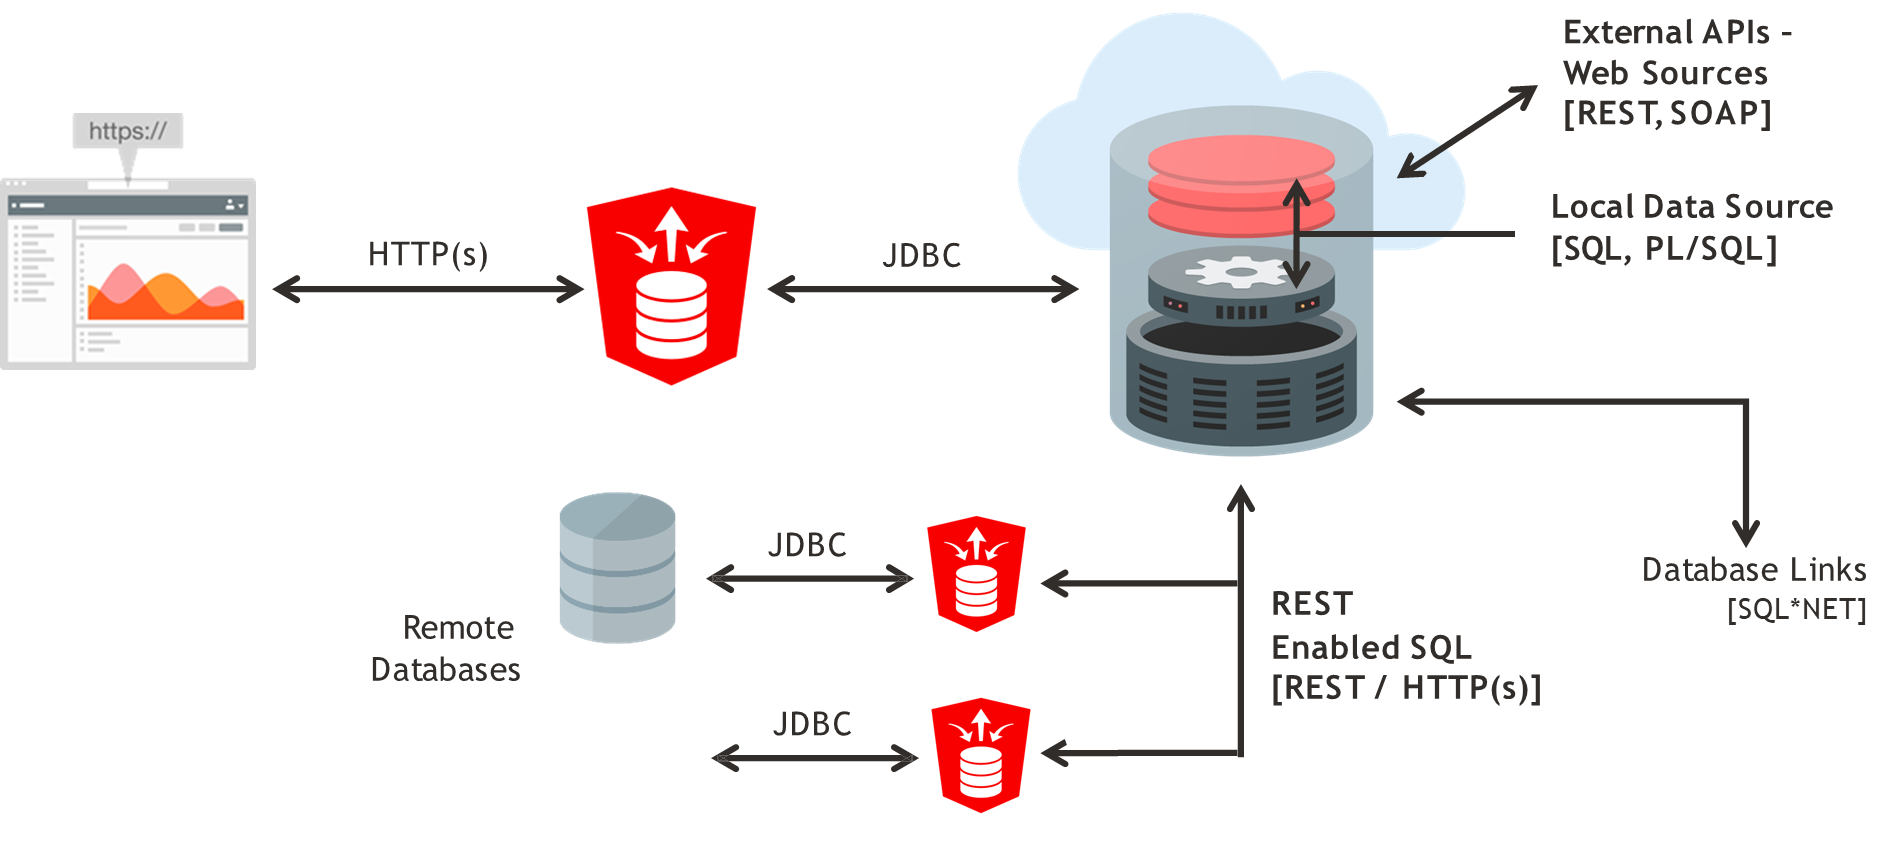 https://
HTTP(s)
JDBC
External APIs –
Web Sources
[REST, SOAP]
Local Data Source
[SQL, PL/SQL]
JDBC
Remote
Databases
JDBC
REST
Enabled SQL
[REST / HTTP(s)]
Database Links
[SQL*NET]